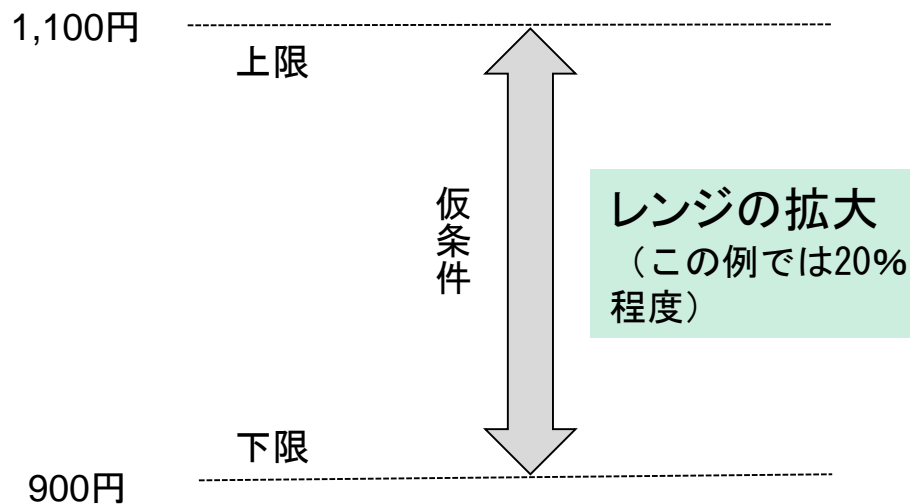 1,100円
上限
仮条件
レンジの拡大
（この例では20%
程度）
下限
900円